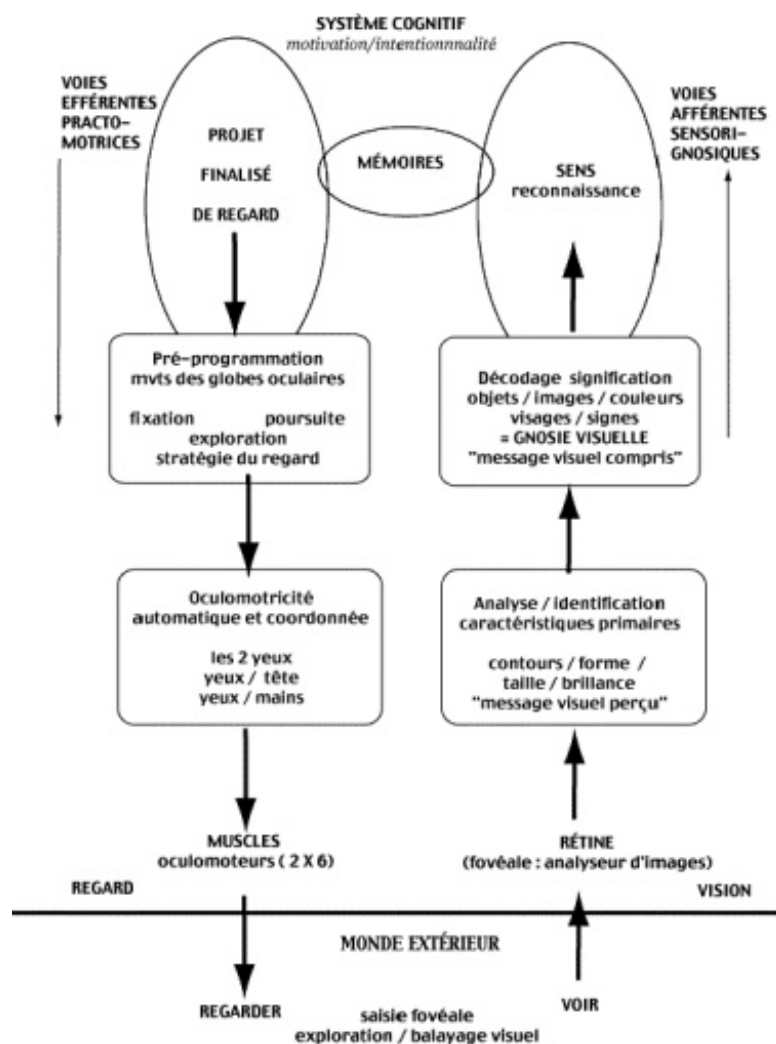 SYSTÈME COGNITIF
motivation/intentionnnalité
VOIES
EFFÉRENTES
PRACTO-
MOTRICES
PROJET
FINALISÉ
DE REGARD
MÉMOIRES
SENS
reconnaissance
VOIES
AFFÉRENTES
SENSORI-
GNOSIQUES
Pré-programmation
mvts des globes oculaires
fixation poursuite
exploration
stratégie du regard
Décodage signification
objets / images / couleurs
visages / signes
= GNOSIE VISUELLE
"message visuel compris"
Oculomotricité
automatique et coordonnée
les 2 yeux
yeux / tête
yeux / mains
Analyse / identification
caractéristiques primaires
contours / forme /
taille / brillance
"message visuel perçu"
MUSCLES
oculomoteurs ( 2 X 6)
RÉTINE
(fovéale : analyseur d'images)
REGARD
VISION
MONDE EXTÉRIEUR
REGARDER
saisie fovéale
exploration / balayage visuel
VOIR